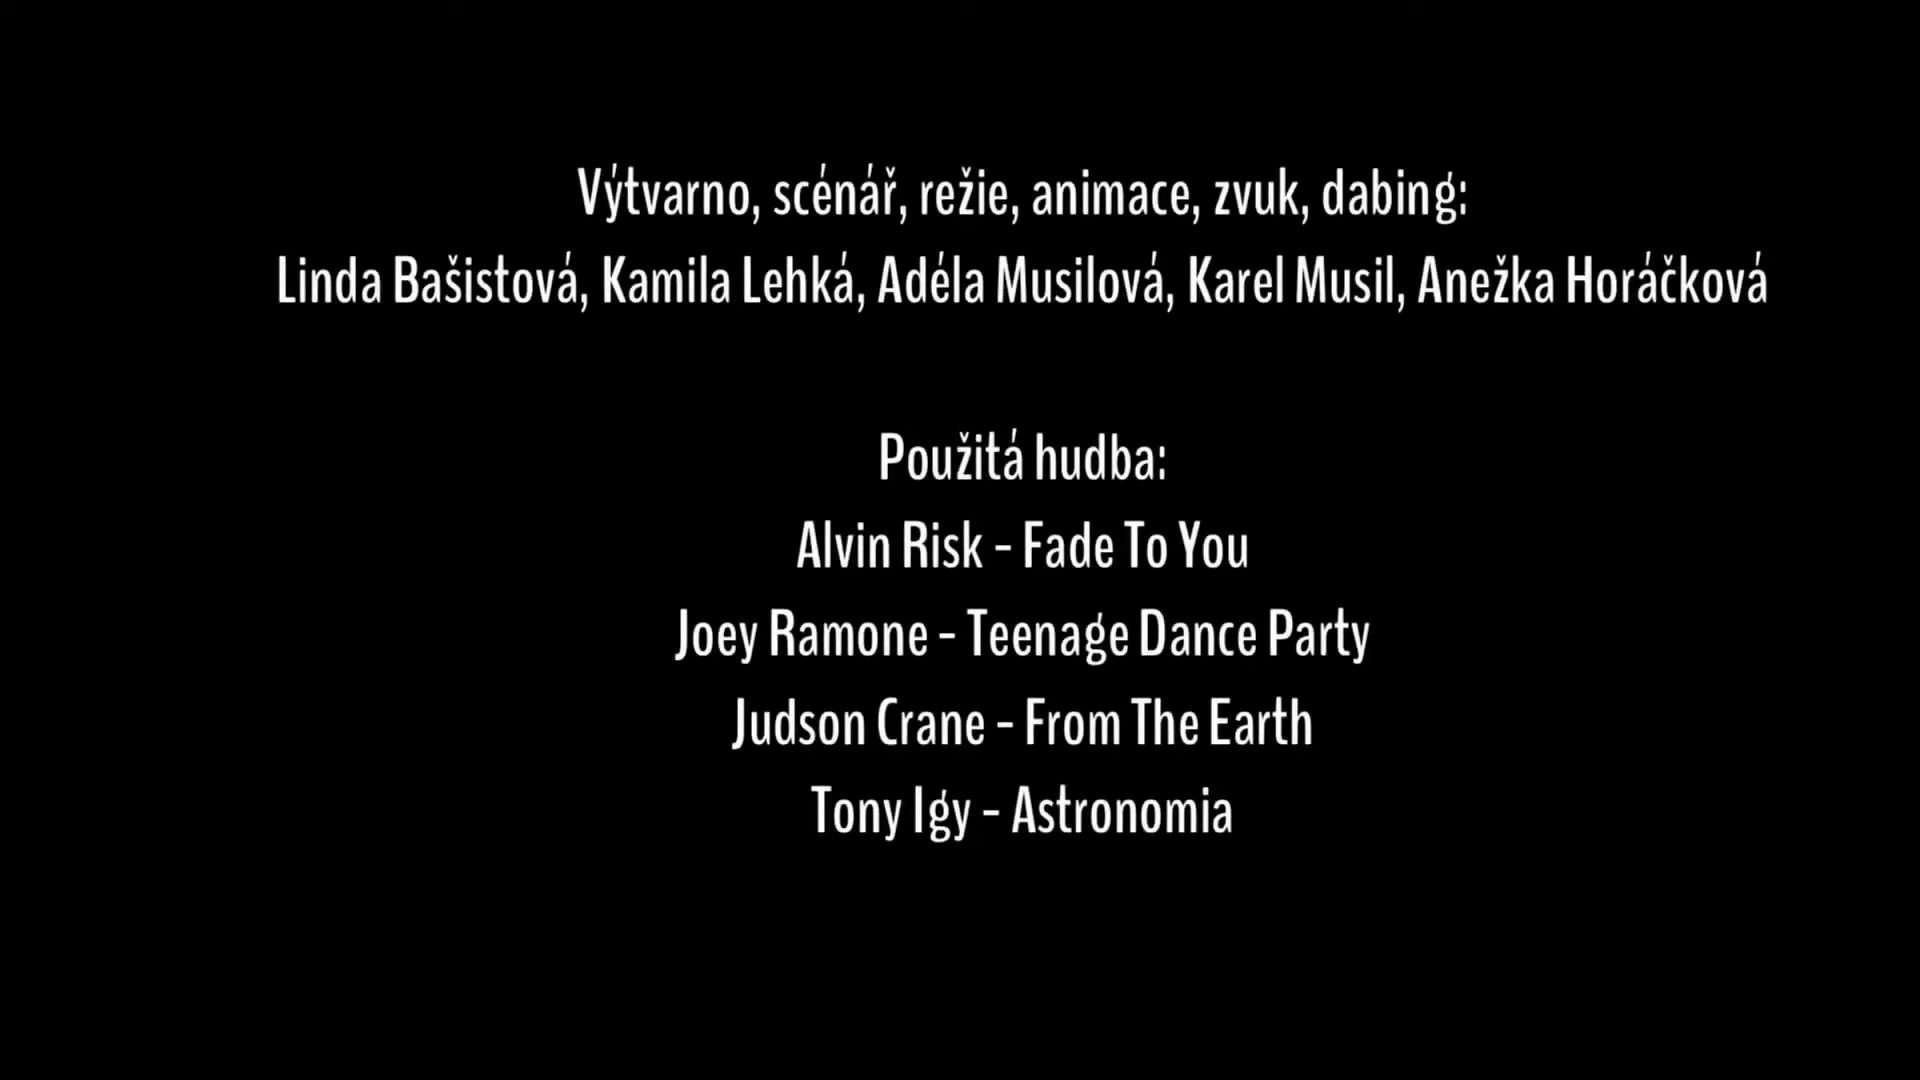 Výtvarno, scénář, režie, animace, zvuk, dabing:
Linda Bašistová, Kamila Lehká, Adéla Musilová, Karel Musil, Anežka Horáčková
Použitá hudba:
Alvin Risk - Fade To You
Joey Ramone - Teenage Dance Party
Judson Crane - From The Earth
Tony Igy - Astronomia